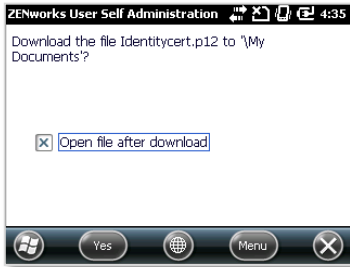 ZENworks User Self Administration 4:35
Download the file Identitycert.p12 to "\My
Documents"?
Open file after download
Yes Menu